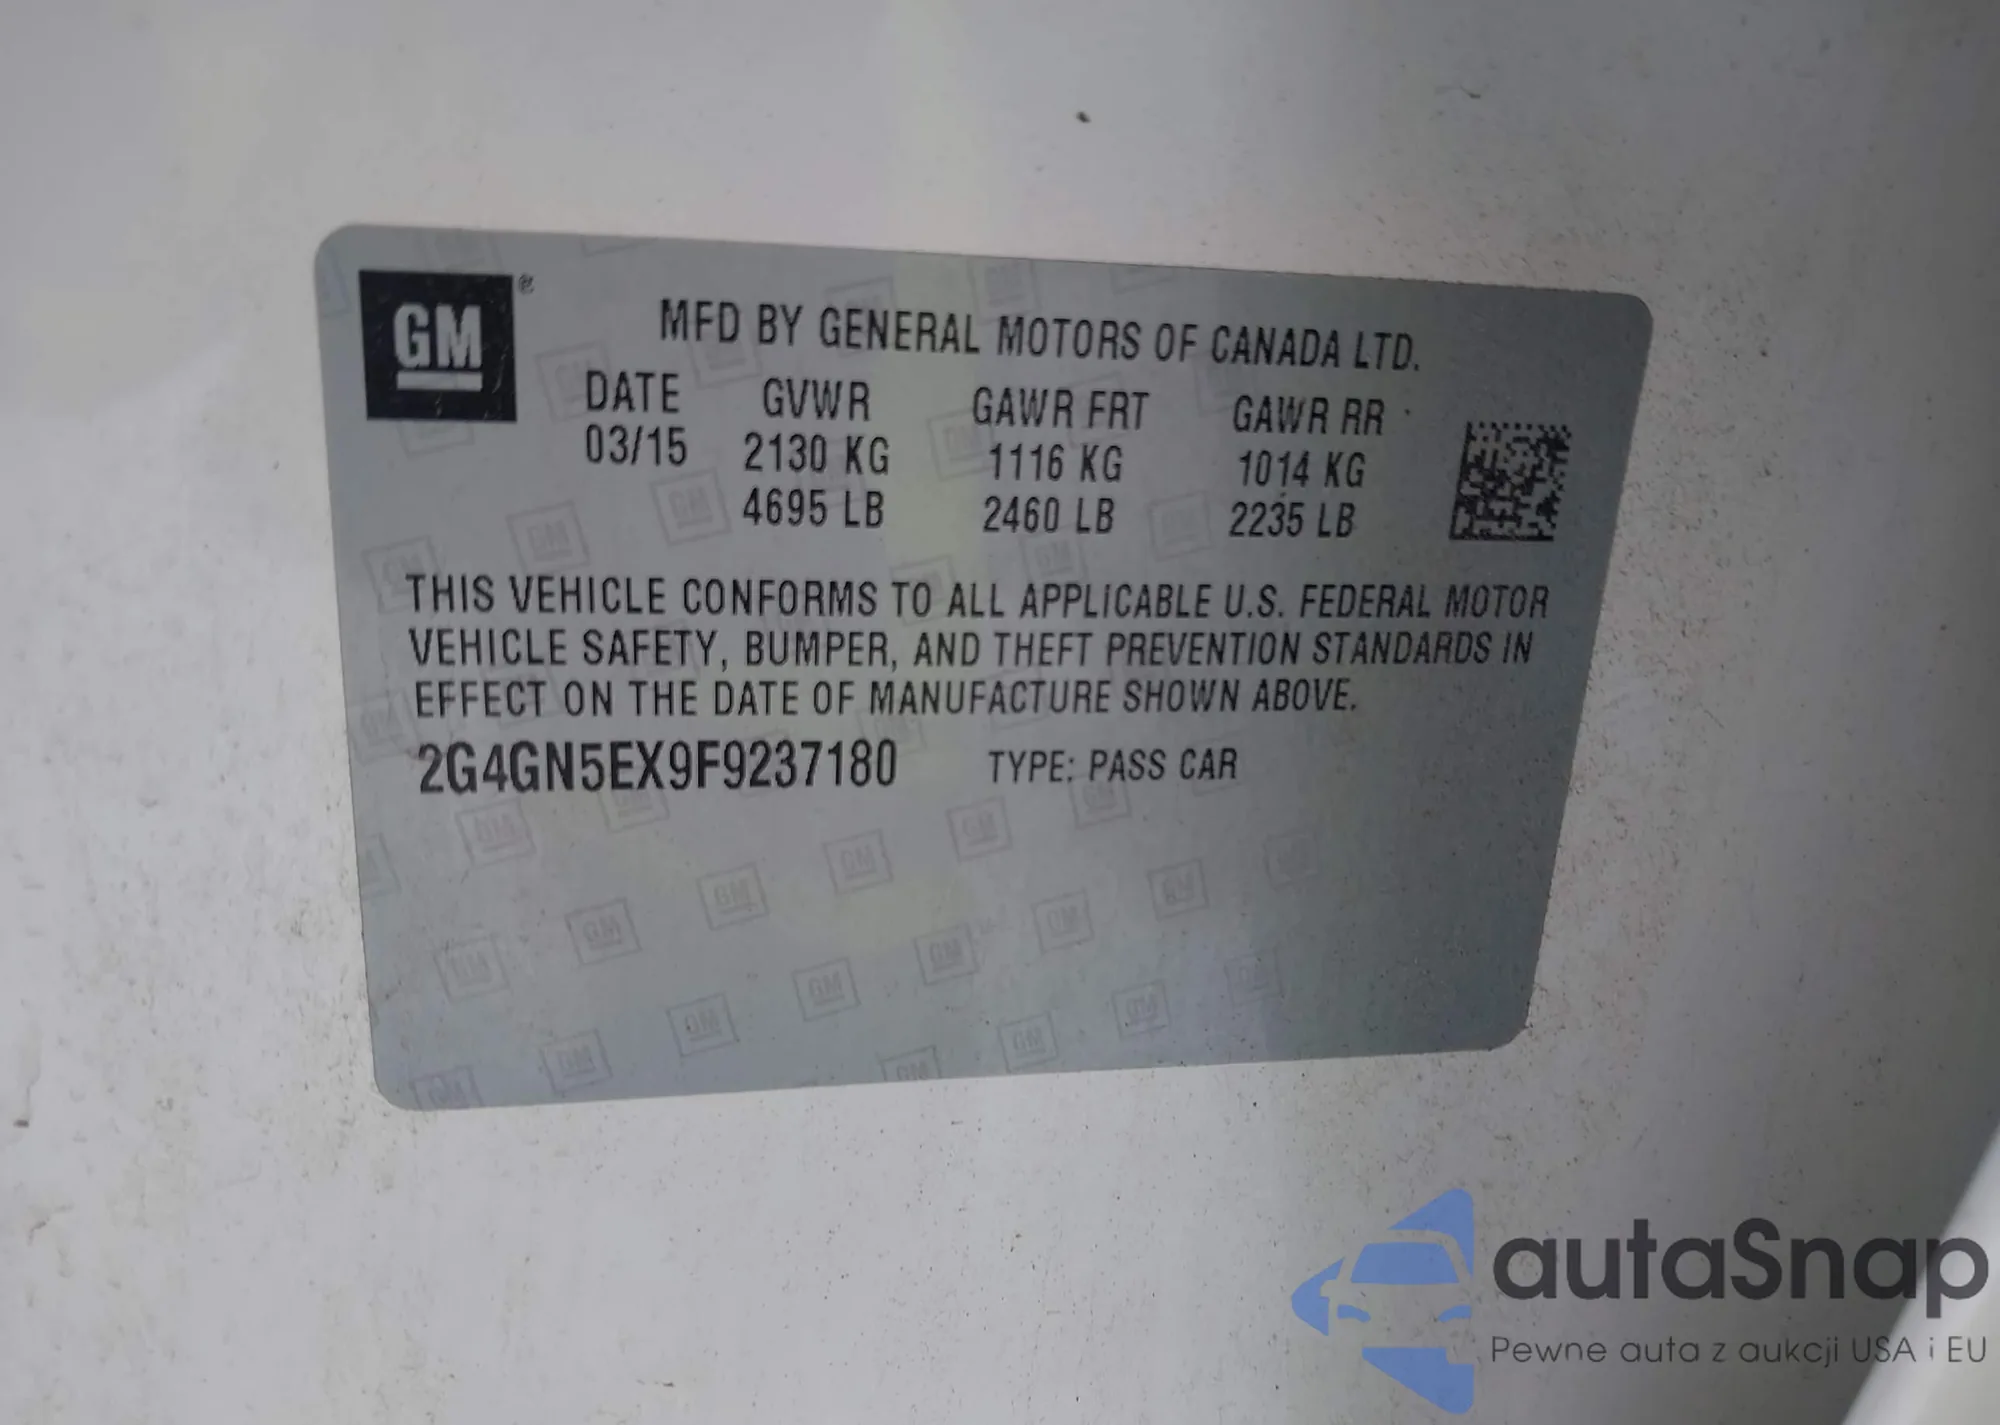 GM®
MFD BY GENERAL MOTORS OF CANADA LTD.
DATE GVWR GAWR FRT GAWR RR
03/15 2130 KG 1116 KG 1014 KG
4695 LB 2460 LB 2235 LB
THIS VEHICLE CONFORMS TO ALL APPLICABLE U.S. FEDERAL MOTOR
VEHICLE SAFETY, BUMPER, AND THEFT PREVENTION STANDARDS IN
EFFECT ON THE DATE OF MANUFACTURE SHOWN ABOVE.
2G4GN5EX9F9237180 TYPE: PASS CAR
autaSnap
Pewne auta z aukcji USA i EU